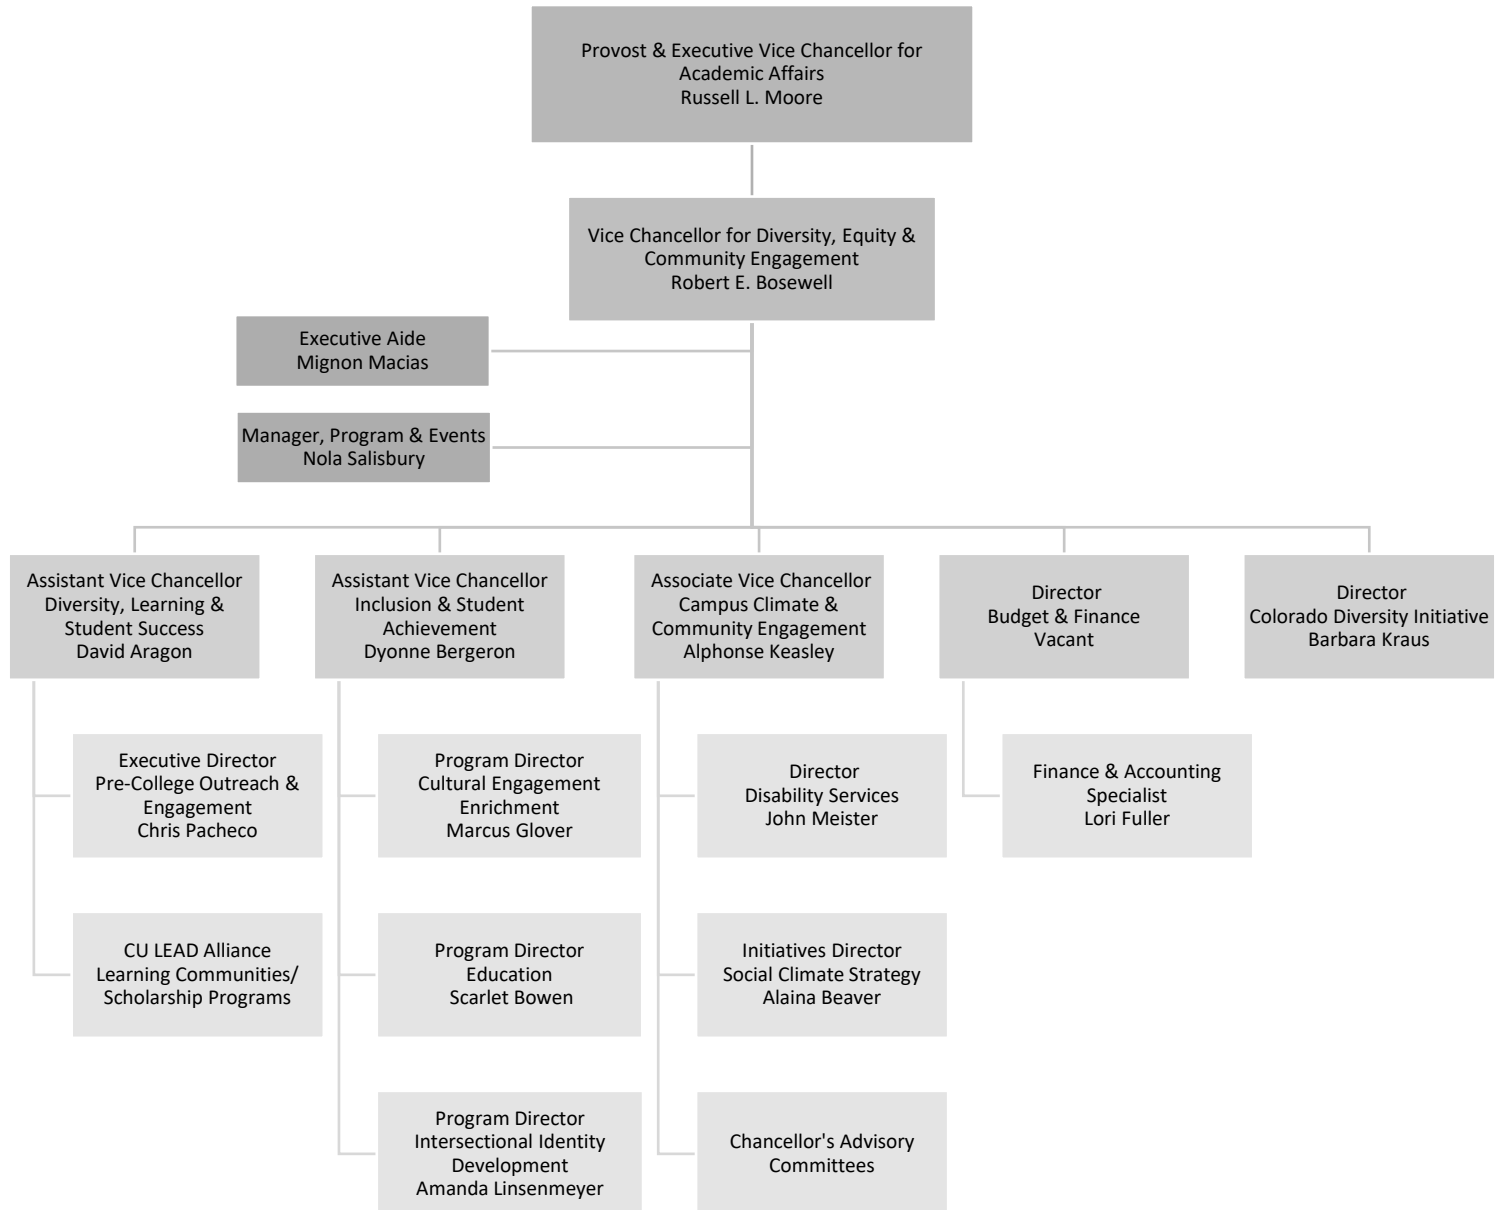 Provost & Executive Vice Chancellor for
Academic Affairs
Russell L. Moore
Vice Chancellor for Diversity, Equity &
Community Engagement
Robert E. Bosewell
Executive Aide
Mignon Macias
Manager, Program & Events
Nola Salisbury
Assistant Vice Chancellor
Diversity, Learning &
Student Success
David Aragon
Assistant Vice Chancellor
Inclusion & Student
Achievement
Dyonne Bergeron
Associate Vice Chancellor
Campus Climate &
Community Engagement
Alphonse Keasley
Director
Budget & Finance
Vacant
Director
Colorado Diversity Initiative
Barbara Kraus
Executive Director
Pre-College Outreach &
Engagement
Chris Pacheco
Program Director
Cultural Engagement
Enrichment
Marcus Glover
Director
Disability Services
John Meister
Finance & Accounting
Specialist
Lori Fuller
CU LEAD Alliance
Learning Communities/
Scholarship Programs
Program Director
Education
Scarlet Bowen
Initiatives Director
Social Climate Strategy
Alaina Beaver
Program Director
Intersectional Identity
Development
Amanda Linsenmeyer
Chancellor's Advisory
Committees